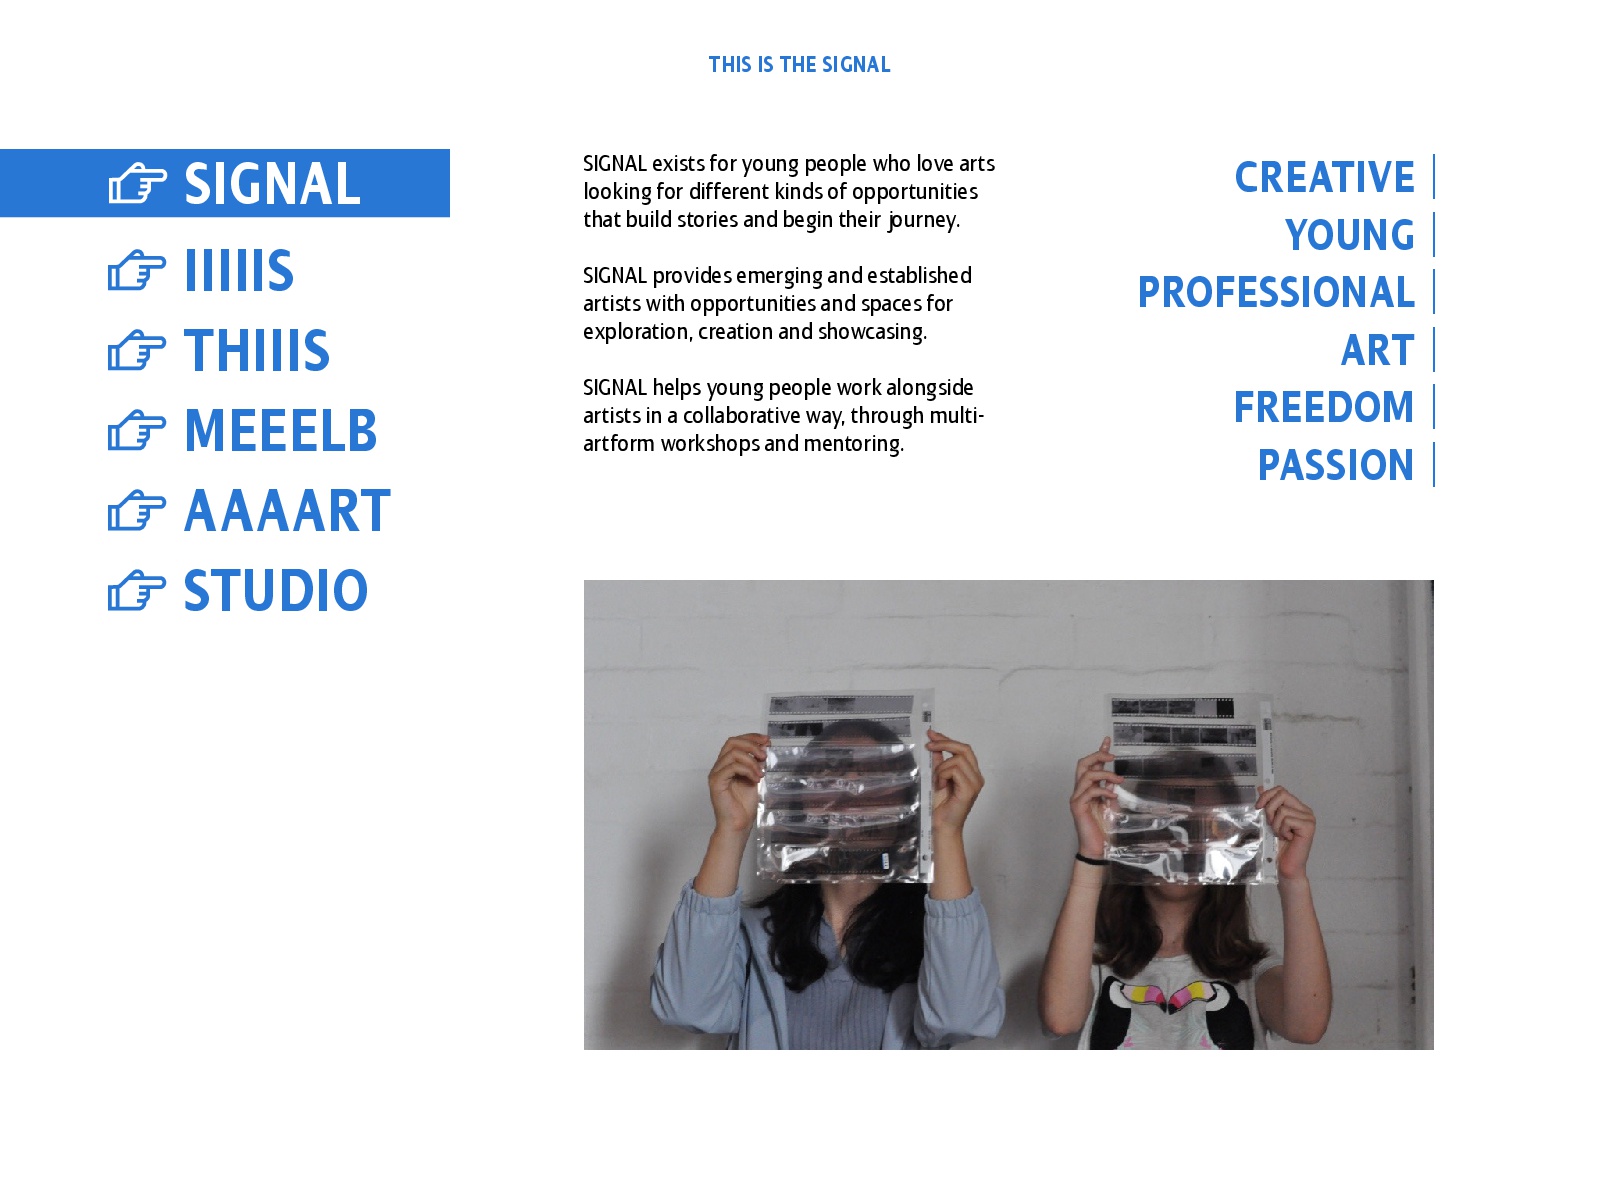 THIS IS THE SIGNAL
SIGNAL
IIIIIS
THIIIS
MEEELB
AAAART
STUDIO
SIGNAL exists for young people who love arts
looking for different kinds of opportunities
that build stories and begin their journey.
SIGNAL provides emerging and established
artists with opportunities and spaces for
exploration, creation and showcasing.
SIGNAL helps young people work alongside
artists in a collaborative way, through multi-
artform workshops and mentoring.
CREATIVE
YOUNG
PROFESSIONAL
ART
FREEDOM
PASSION